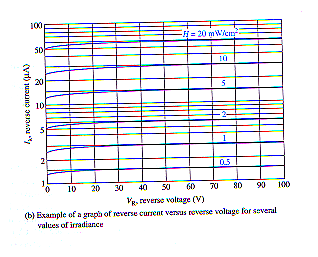 100
50
20
10
5
2
1
I_R, reverse current (μA)
H = 20 mW/cm²
10
5
2
1
0.5
0 10 20 30 40 50 60 70 80 90 100
V_R, reverse voltage (V)
(b) Example of a graph of reverse current versus reverse voltage for several
values of irradiance